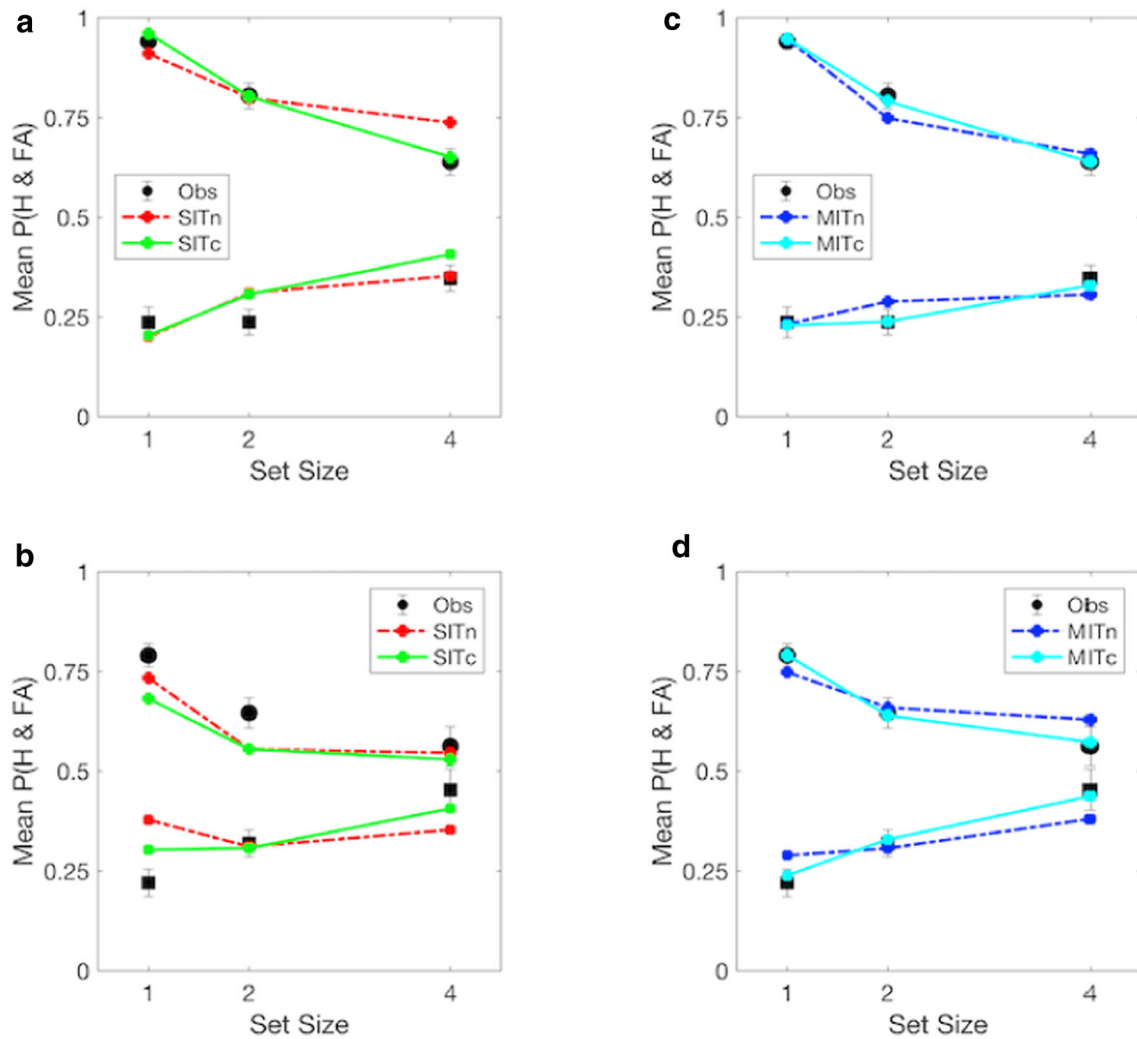 a
Mean P(H & FA)
1
0.75
0.5
0.25
0
Obs
SITn
SITc
1 2 4
Set Size
c
Mean P(H & FA)
1
0.75
0.5
0.25
0
Obs
MITn
MITc
1 2 4
Set Size
b
Mean P(H & FA)
1
0.75
0.5
0.25
0
Obs
SITn
SITc
1 2 4
Set Size
d
Mean P(H & FA)
1
0.75
0.5
0.25
0
Obs
MITn
MITc
1 2 4
Set Size